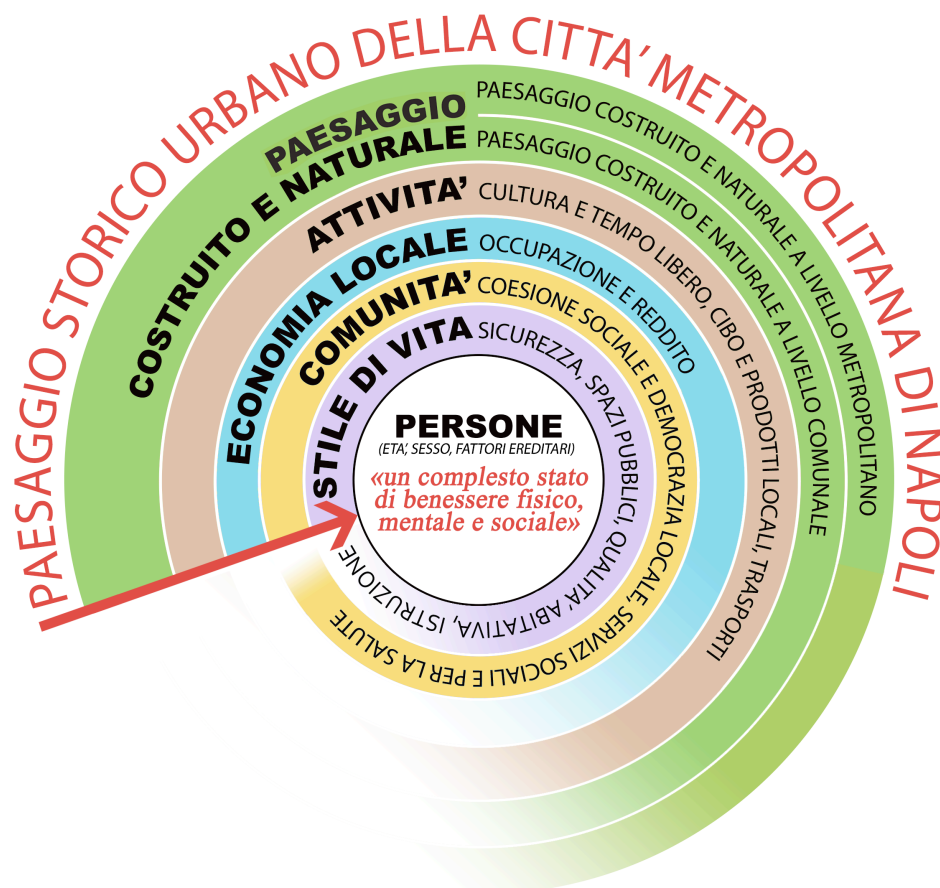 PAESAGGIO STORICO URBANO DELLA CITTA' METROPOLITANA DI NAPOLI
PAESAGGIO
COSTRUITO E NATURALE
PAESAGGIO COSTRUITO E NATURALE A LIVELLO METROPOLITANO
PAESAGGIO COSTRUITO E NATURALE A LIVELLO COMUNALE
ATTIVITA'
CULTURA E TEMPO LIBERO, CIBO E PRODOTTI LOCALI, TRASPORTI
ECONOMIA LOCALE
OCCUPAZIONE E REDDITO
COMUNITA'
COESIONE SOCIALE E DEMOCRAZIA LOCALE, SERVIZI SOCIALI E PER LA SALUTE
STILE DI VITA
SICUREZZA, SPAZI PUBBLICI, QUALITA' ABITATIVA, ISTRUZIONE
PERSONE
(ETA', SESSO, FATTORI EREDITARI)
«un complesto stato
di benessere fisico,
mentale e sociale»